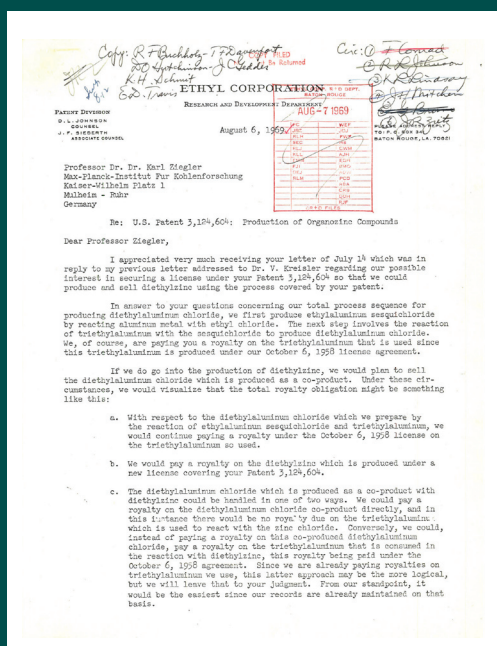 Copy: R F Buchholz - T F Davenport
COPY FILED
Be Returned
Circ: ① F Conrad
ETHYL CORPORATION
R & D DEPT.
BATON ROUGE
RESEARCH AND DEVELOPMENT DEPARTMENT
AUG -7 1969
PATENT DIVISION
D. L. JOHNSON
COUNSEL
J. F. SIEBERTH
ASSOCIATE COUNSEL
TO: P. O. BOX 341
BATON ROUGE, LA. 70821
August 6, 1969
Professor Dr. Dr. Karl Ziegler
Max-Planck-Institut Fur Kohlenforschung
Kaiser-Wilhelm Platz 1
Mulheim - Ruhr
Germany
Re: U.S. Patent 3,124,604: Production of Organozinc Compounds
Dear Professor Ziegler,
I appreciated very much receiving your letter of July 14 which was in
reply to my previous letter addressed to Dr. V. Kreisler regarding our possible
interest in securing a license under your Patent 3,124,604 so that we could
produce and sell diethylzinc using the process covered by your patent.
In answer to your questions concerning our total process sequence for
producing diethylaluminum chloride, we first produce ethylaluminum sesquichloride
by reacting aluminum metal with ethyl chloride. The next step involves the reaction
of triethylaluminum with the sesquichloride to produce diethylaluminum chloride.
We, of course, are paying you a royalty on the triethylaluminum that is used since
this triethylaluminum is produced under our October 6, 1958 license agreement.
If we do go into the production of diethylzinc, we would plan to sell
the diethylaluminum chloride which is produced as a co-product. Under these cir-
cumstances, we would visualize that the total royalty obligation might be something
like this:
a. With respect to the diethylaluminum chloride which we prepare by
the reaction of ethylaluminum sesquichloride and triethylaluminum, we
would continue paying a royalty under the October 6, 1958 license on
the triethylaluminum so used.
b. We would pay a royalty on the diethylzinc which is produced under a
new license covering your Patent 3,124,604.
c. The diethylaluminum chloride which is produced as a co-product with
diethylzinc could be handled in one of two ways. We could pay a
royalty on the diethylaluminum chloride co-product directly, and in
this instance there would be no royalty due on the triethylaluminum
which is used to react with the zinc chloride. Conversely, we could,
instead of paying a royalty on this co-produced diethylaluminum
chloride, pay a royalty on the triethylaluminum that is consumed in
the reaction with diethylzinc, this royalty being paid under the
October 6, 1958 agreement. Since we are already paying royalties on
triethylaluminum we use, this latter approach may be the more logical,
but we will leave that to your judgment. From our standpoint, it
would be the easiest since our records are already maintained on that
basis.